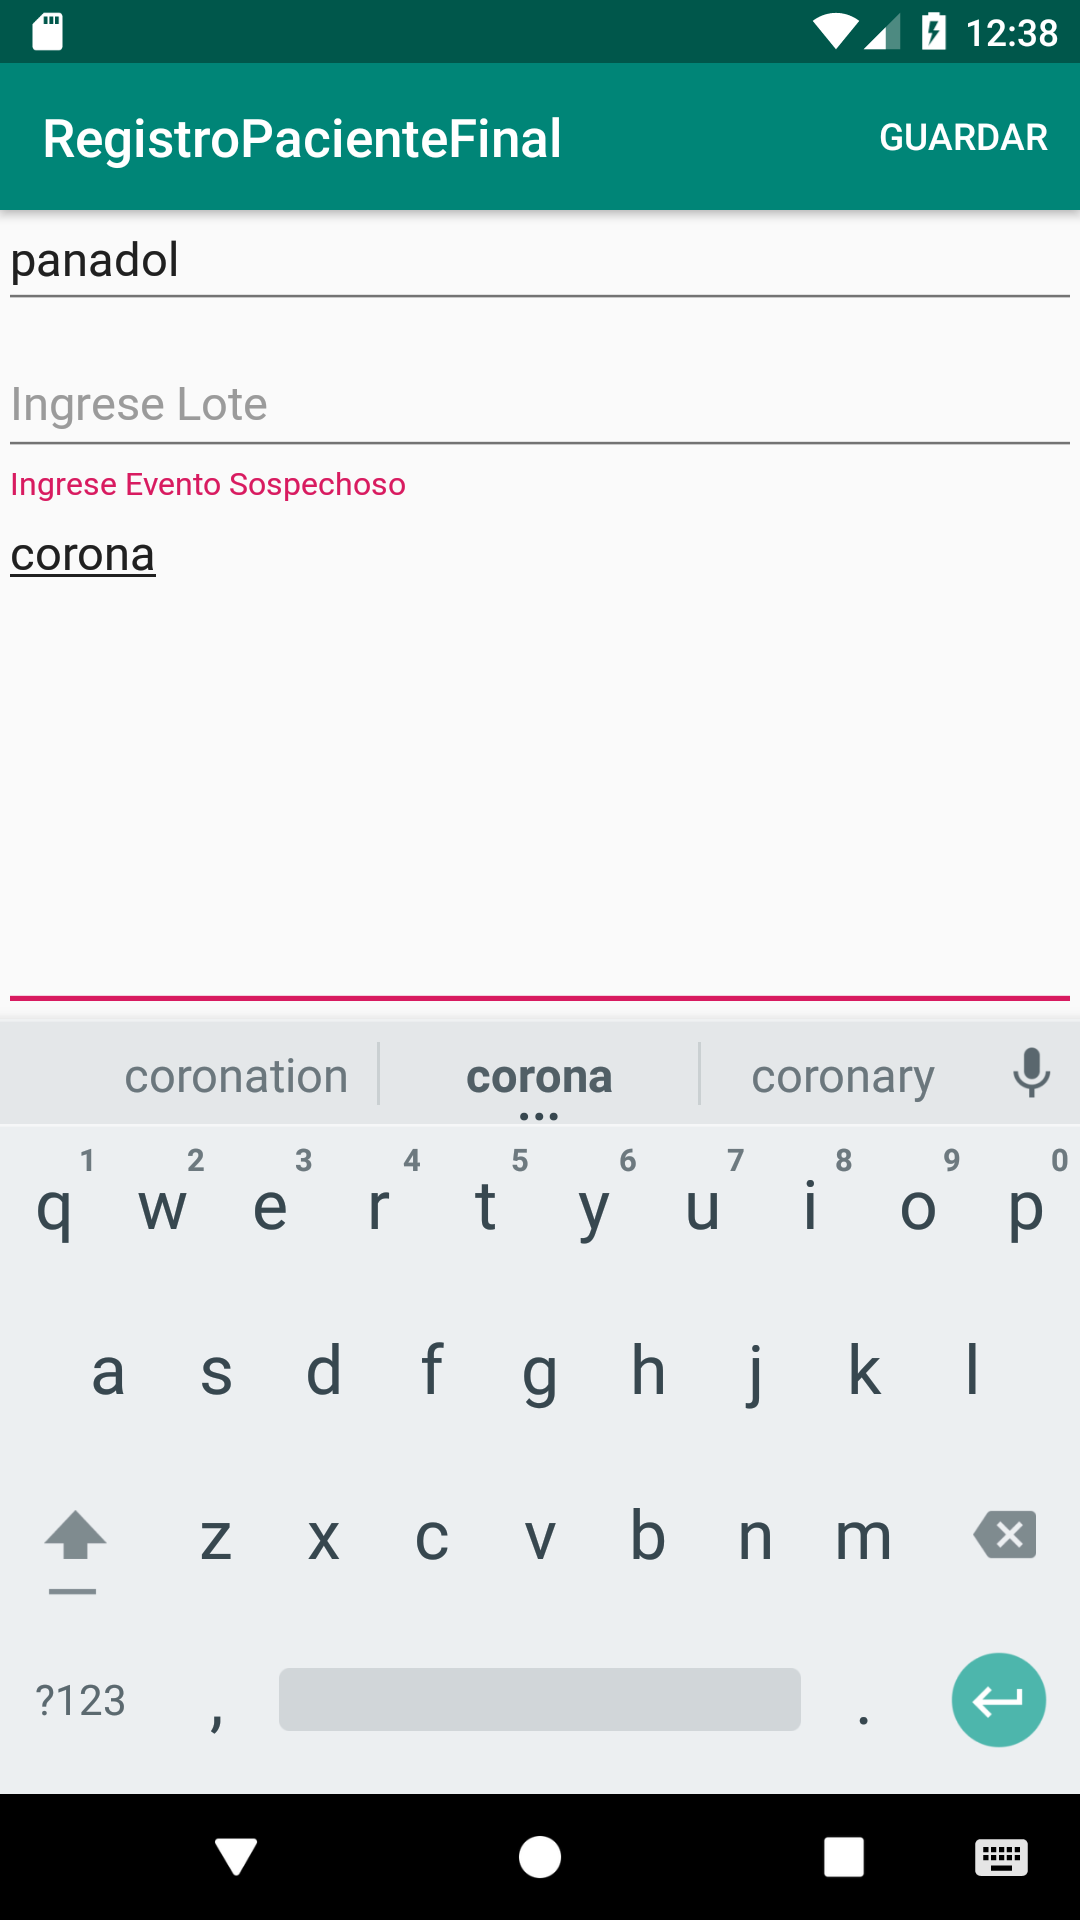 12:38
RegistroPacienteFinal GUARDAR
panadol
Ingrese Lote
Ingrese Evento Sospechoso
corona
coronation corona coronary
1 2 3 4 5 6 7 8 9 0
q w e r t y u i o p
a s d f g h j k l
z x c v b n m
?123 , .